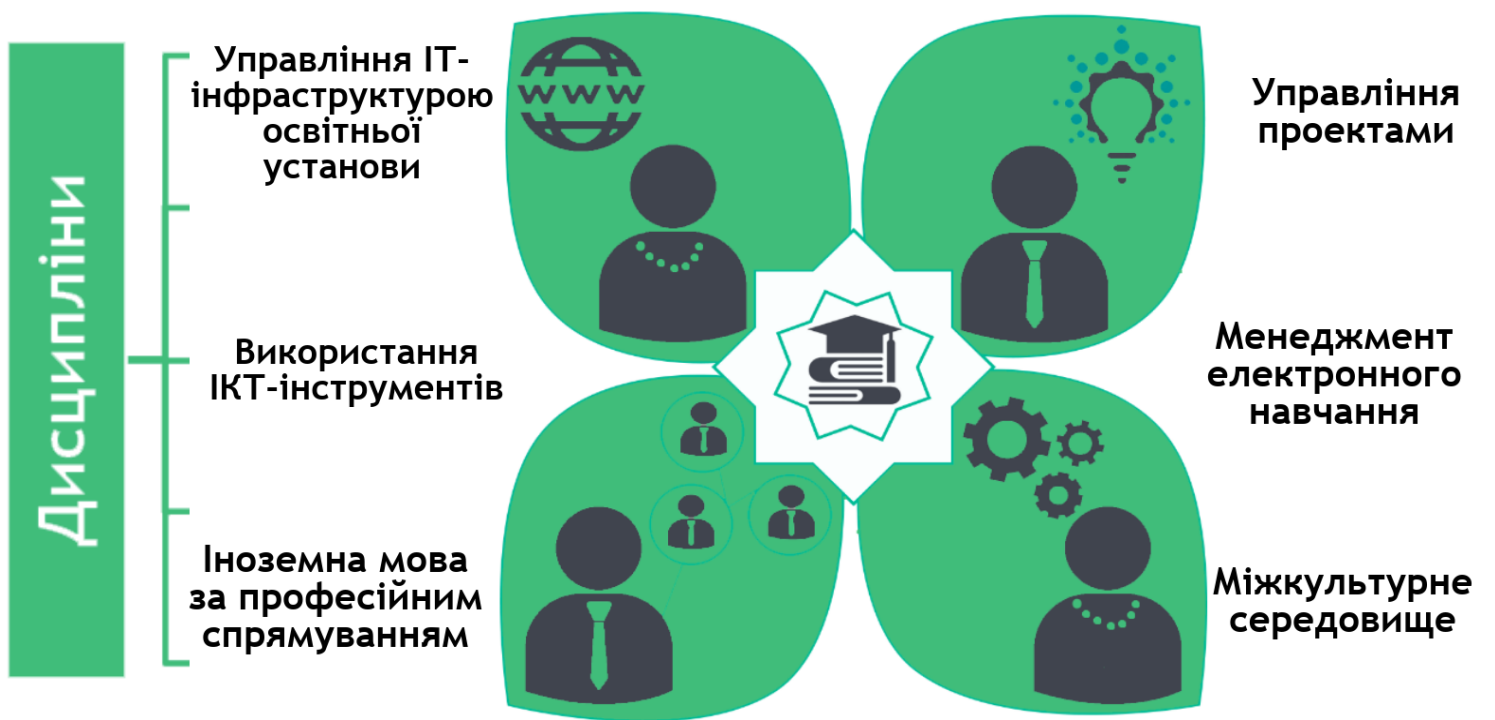 Дисципліни
Управління ІТ-
інфраструктурою
освітньої
установи
Використання
ІКТ-інструментів
Іноземна мова
за професійним
спрямуванням
www
Управління
проектами
Менеджмент
електронного
навчання
Міжкультурне
середовище